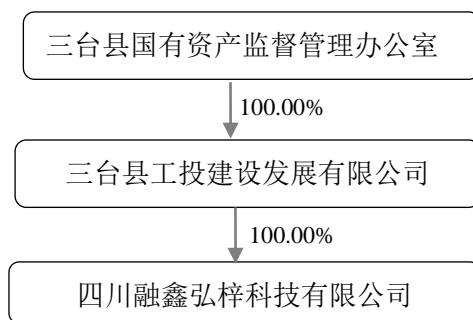 三台县国有资产监督管理办公室
100.00%
三台县工投建设发展有限公司
100.00%
四川融鑫弘梓科技有限公司